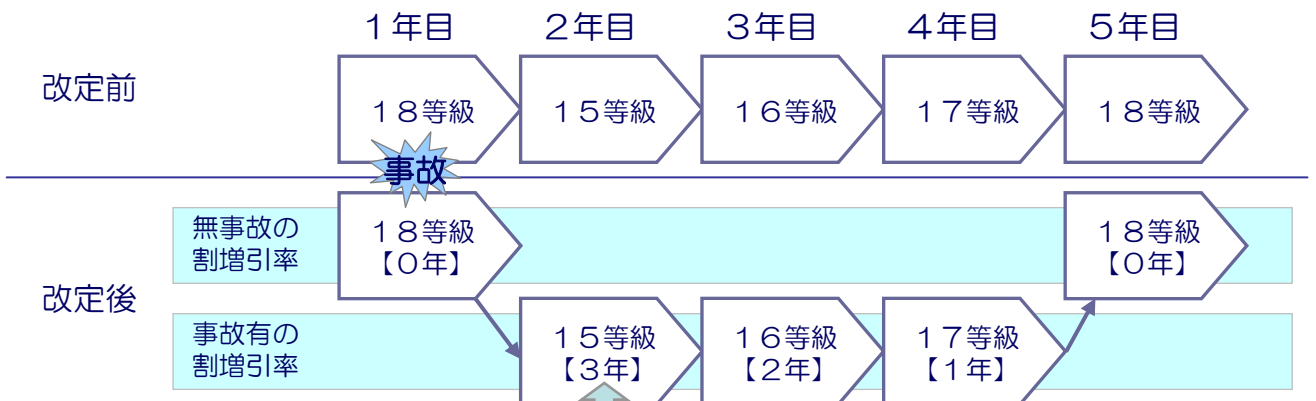 １年目 ２年目 ３年目 ４年目 ５年目
改定前
１８等級 １５等級 １６等級 １７等級 １８等級
事故
無事故の
割増引率
１８等級
【０年】
１８等級
【０年】
改定後
事故有の
割増引率
１５等級
【３年】
１６等級
【２年】
１７等級
【１年】